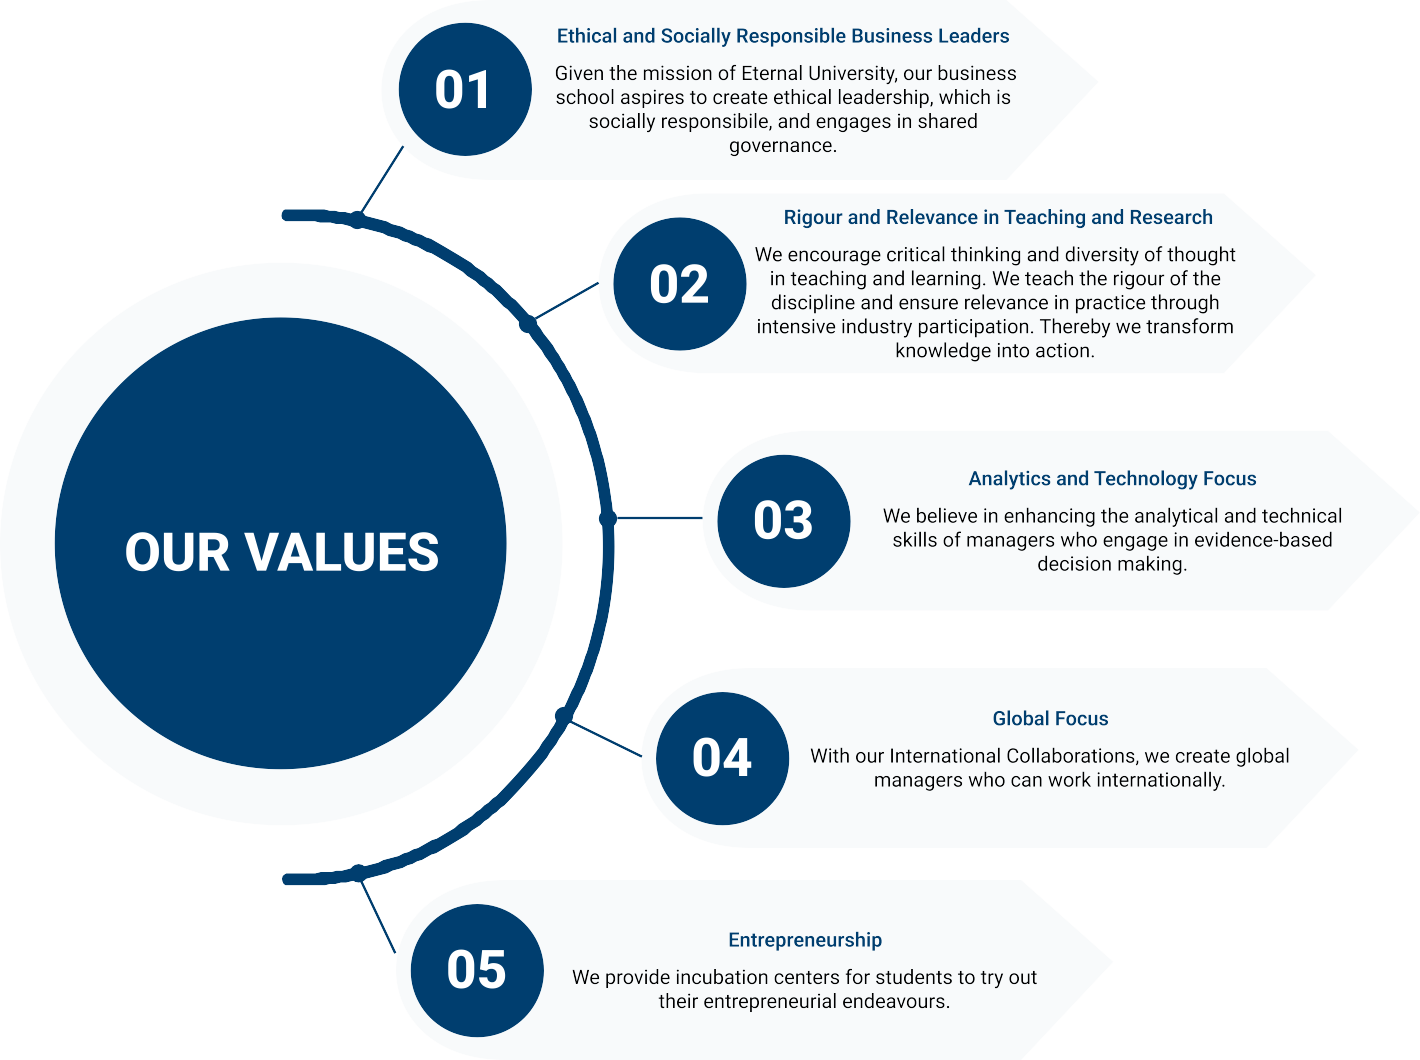 01
Ethical and Socially Responsible Business Leaders
Given the mission of Eternal University, our business
school aspires to create ethical leadership, which is
socially responsibile, and engages in shared
governance.
02
Rigour and Relevance in Teaching and Research
We encourage critical thinking and diversity of thought
in teaching and learning. We teach the rigour of the
discipline and ensure relevance in practice through
intensive industry participation. Thereby we transform
knowledge into action.
OUR VALUES
03
Analytics and Technology Focus
We believe in enhancing the analytical and technical
skills of managers who engage in evidence-based
decision making.
04
Global Focus
With our International Collaborations, we create global
managers who can work internationally.
05
Entrepreneurship
We provide incubation centers for students to try out
their entrepreneurial endeavours.